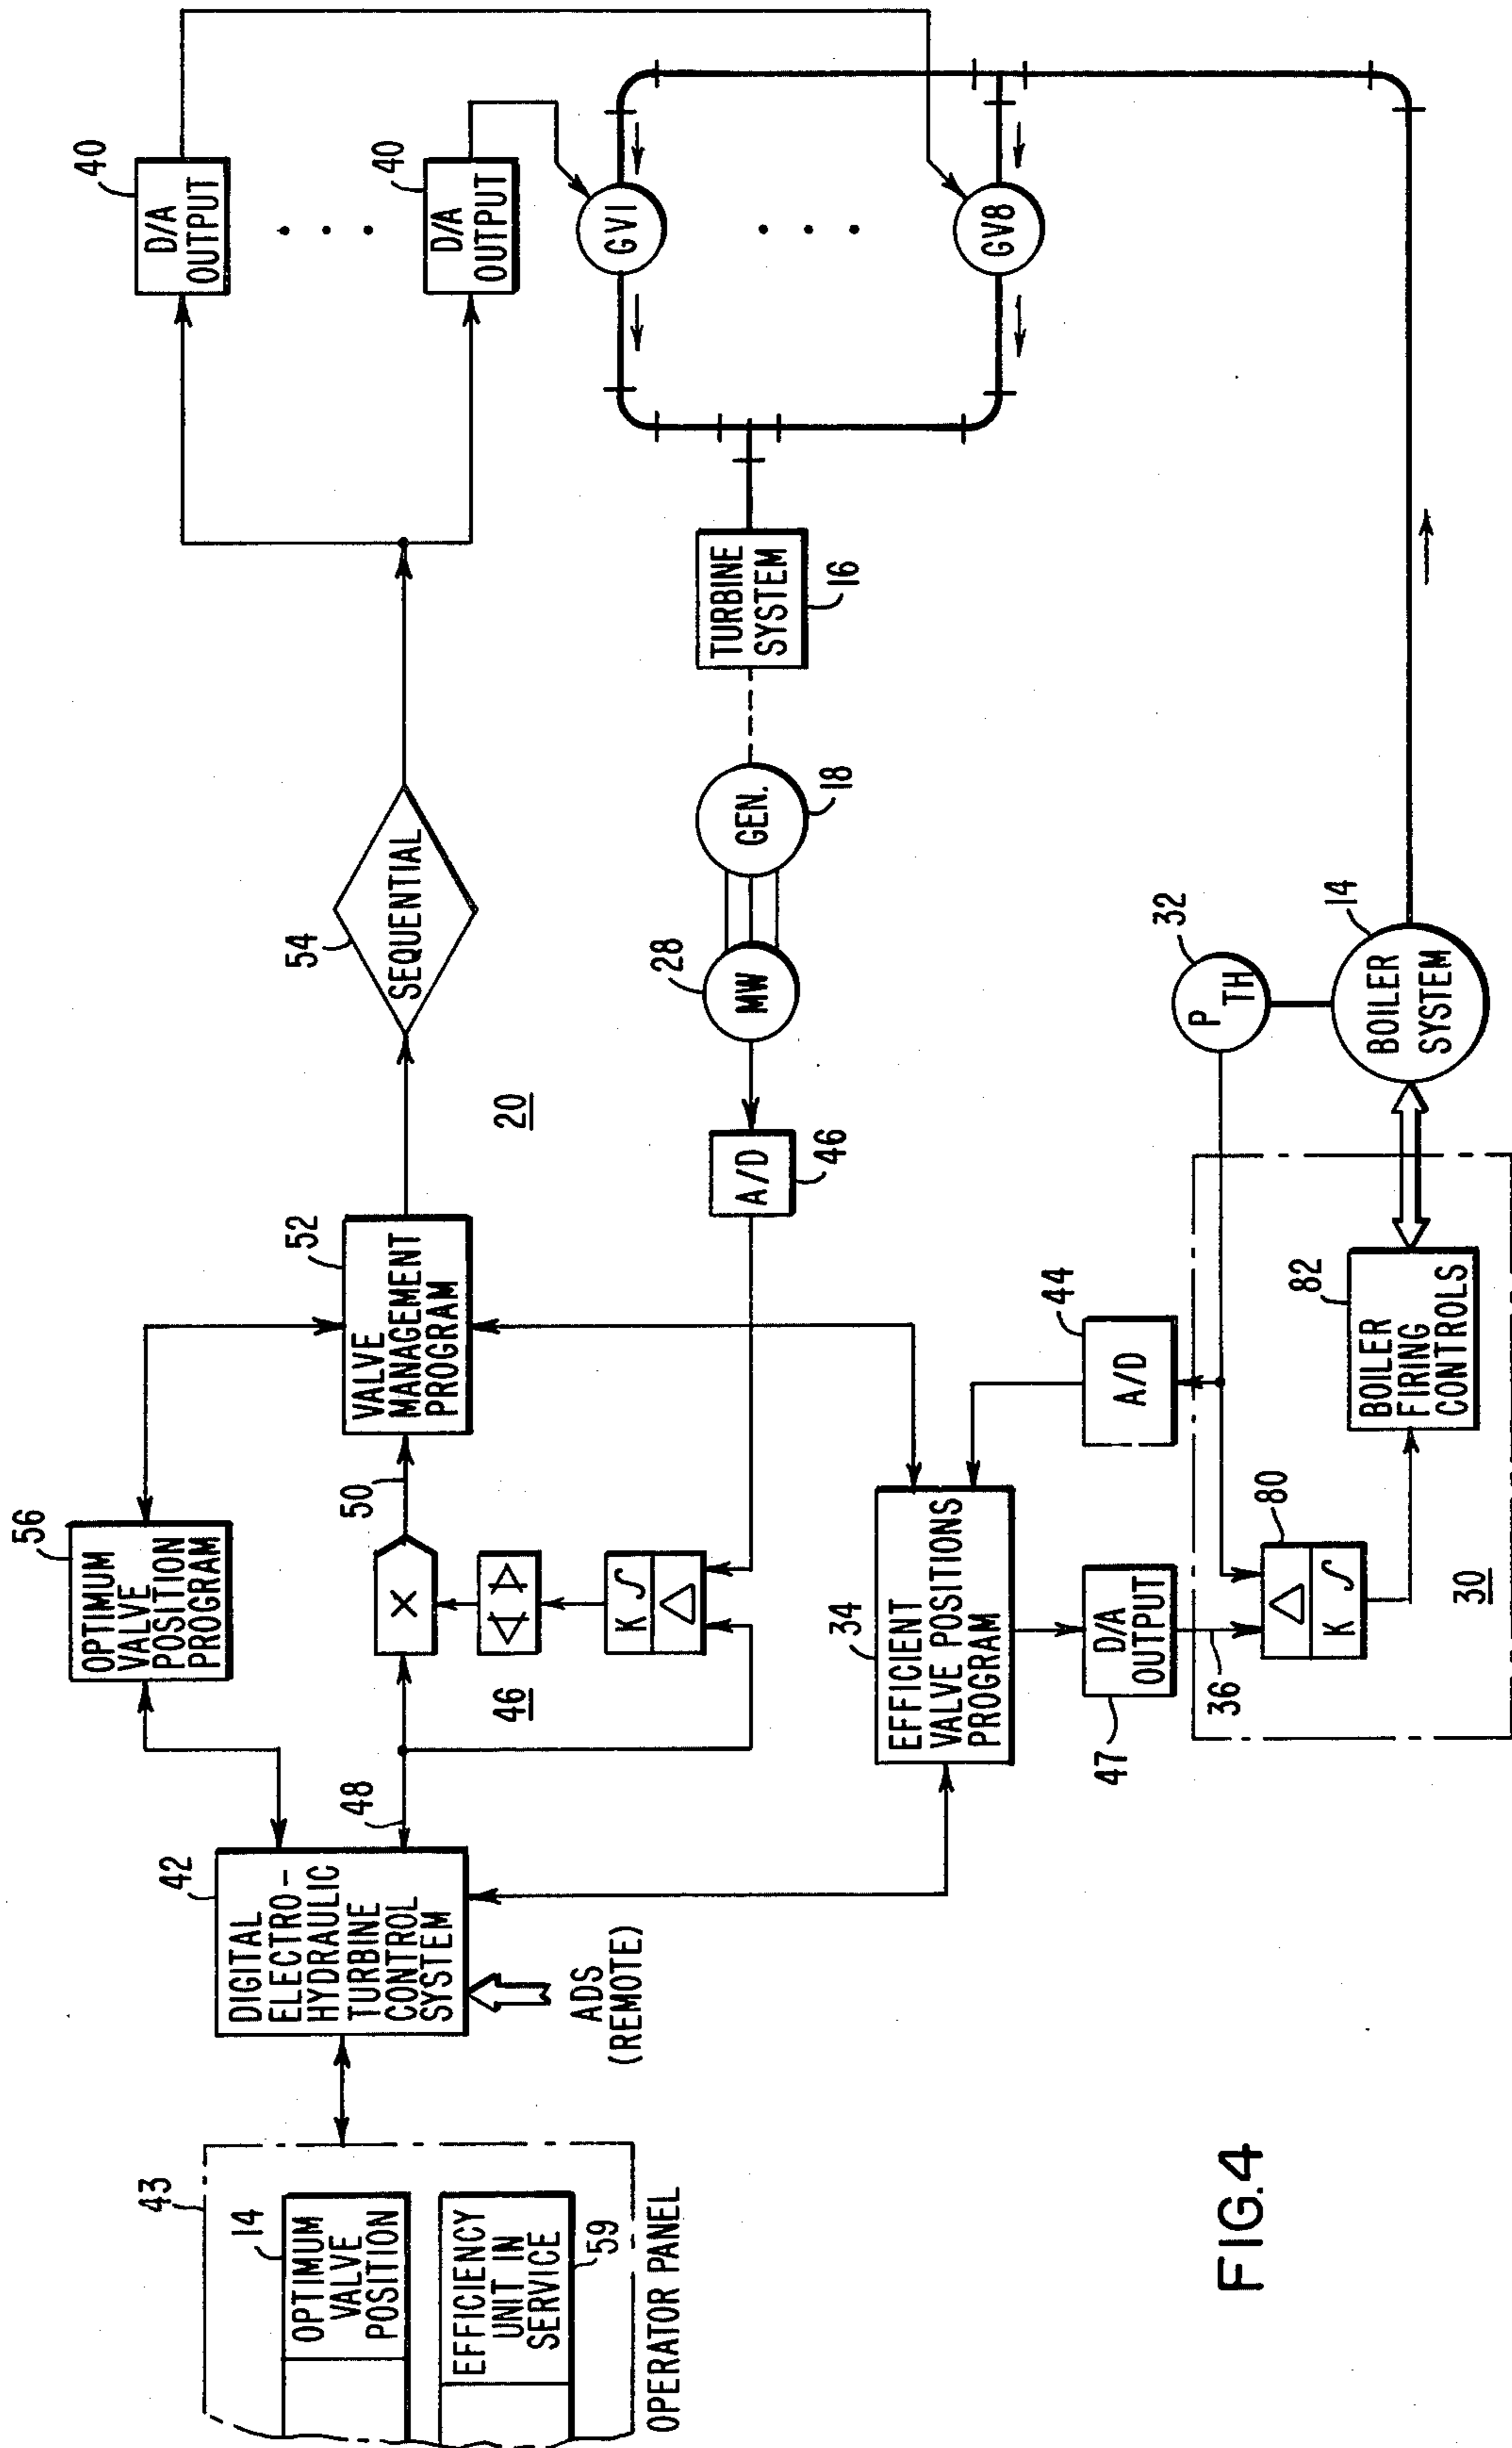 43
14
OPTIMUM
VALVE
POSITION
EFFICIENCY
UNIT IN
SERVICE
59
OPERATOR PANEL
42
DIGITAL
ELECTRO-
HYDRAULIC
TURBINE
CONTROL
SYSTEM
ADS
(REMOTE)
48
56
OPTIMUM
VALVE
POSITION
PROGRAM
46
X
50
K ∫
Δ
52
VALVE
MANAGEMENT
PROGRAM
20
54
SEQUENTIAL
40
D/A
OUTPUT
40
D/A
OUTPUT
GV1
GV8
TURBINE
SYSTEM
16
GEN.
18
28
MW
A/D
46
34
EFFICIENT
VALVE POSITIONS
PROGRAM
44
A/D
47
D/A
OUTPUT
36
80
Δ
K ∫
30
82
BOILER
FIRING
CONTROLS
32
P
TH
14
BOILER
SYSTEM
FIG.4